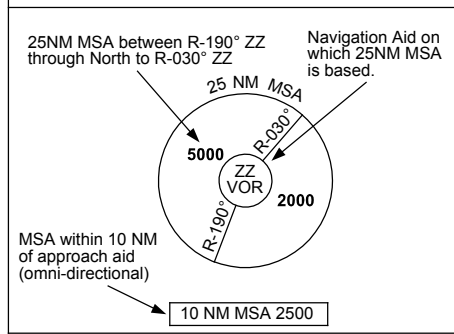 25NM MSA between R-190° ZZ
through North to R-030° ZZ
Navigation Aid on
which 25NM MSA
is based.
25 NM MSA
R-030°
5000
ZZ
VOR
2000
R-190°
MSA within 10 NM
of approach aid
(omni-directional)
10 NM MSA 2500